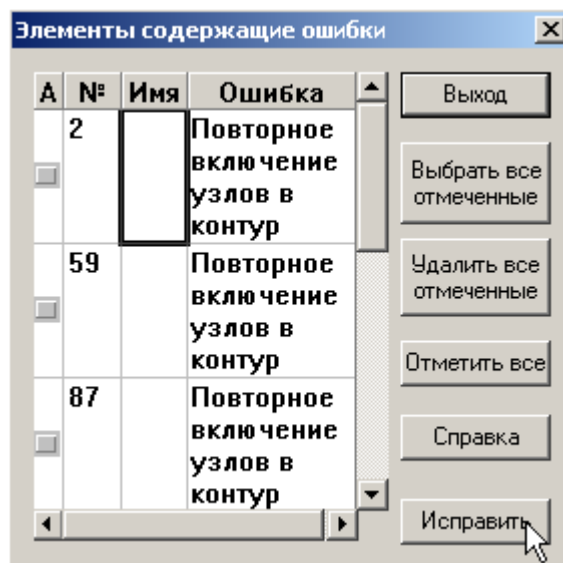 Элементы содержащие ошибки
А № Имя Ошибка
2 Повторное
включение
узлов в
контур
59 Повторное
включение
узлов в
контур
87 Повторное
включение
узлов в
контур
Выход
Выбрать все
отмеченные
Удалить все
отмеченные
Отметить все
Справка
Исправить